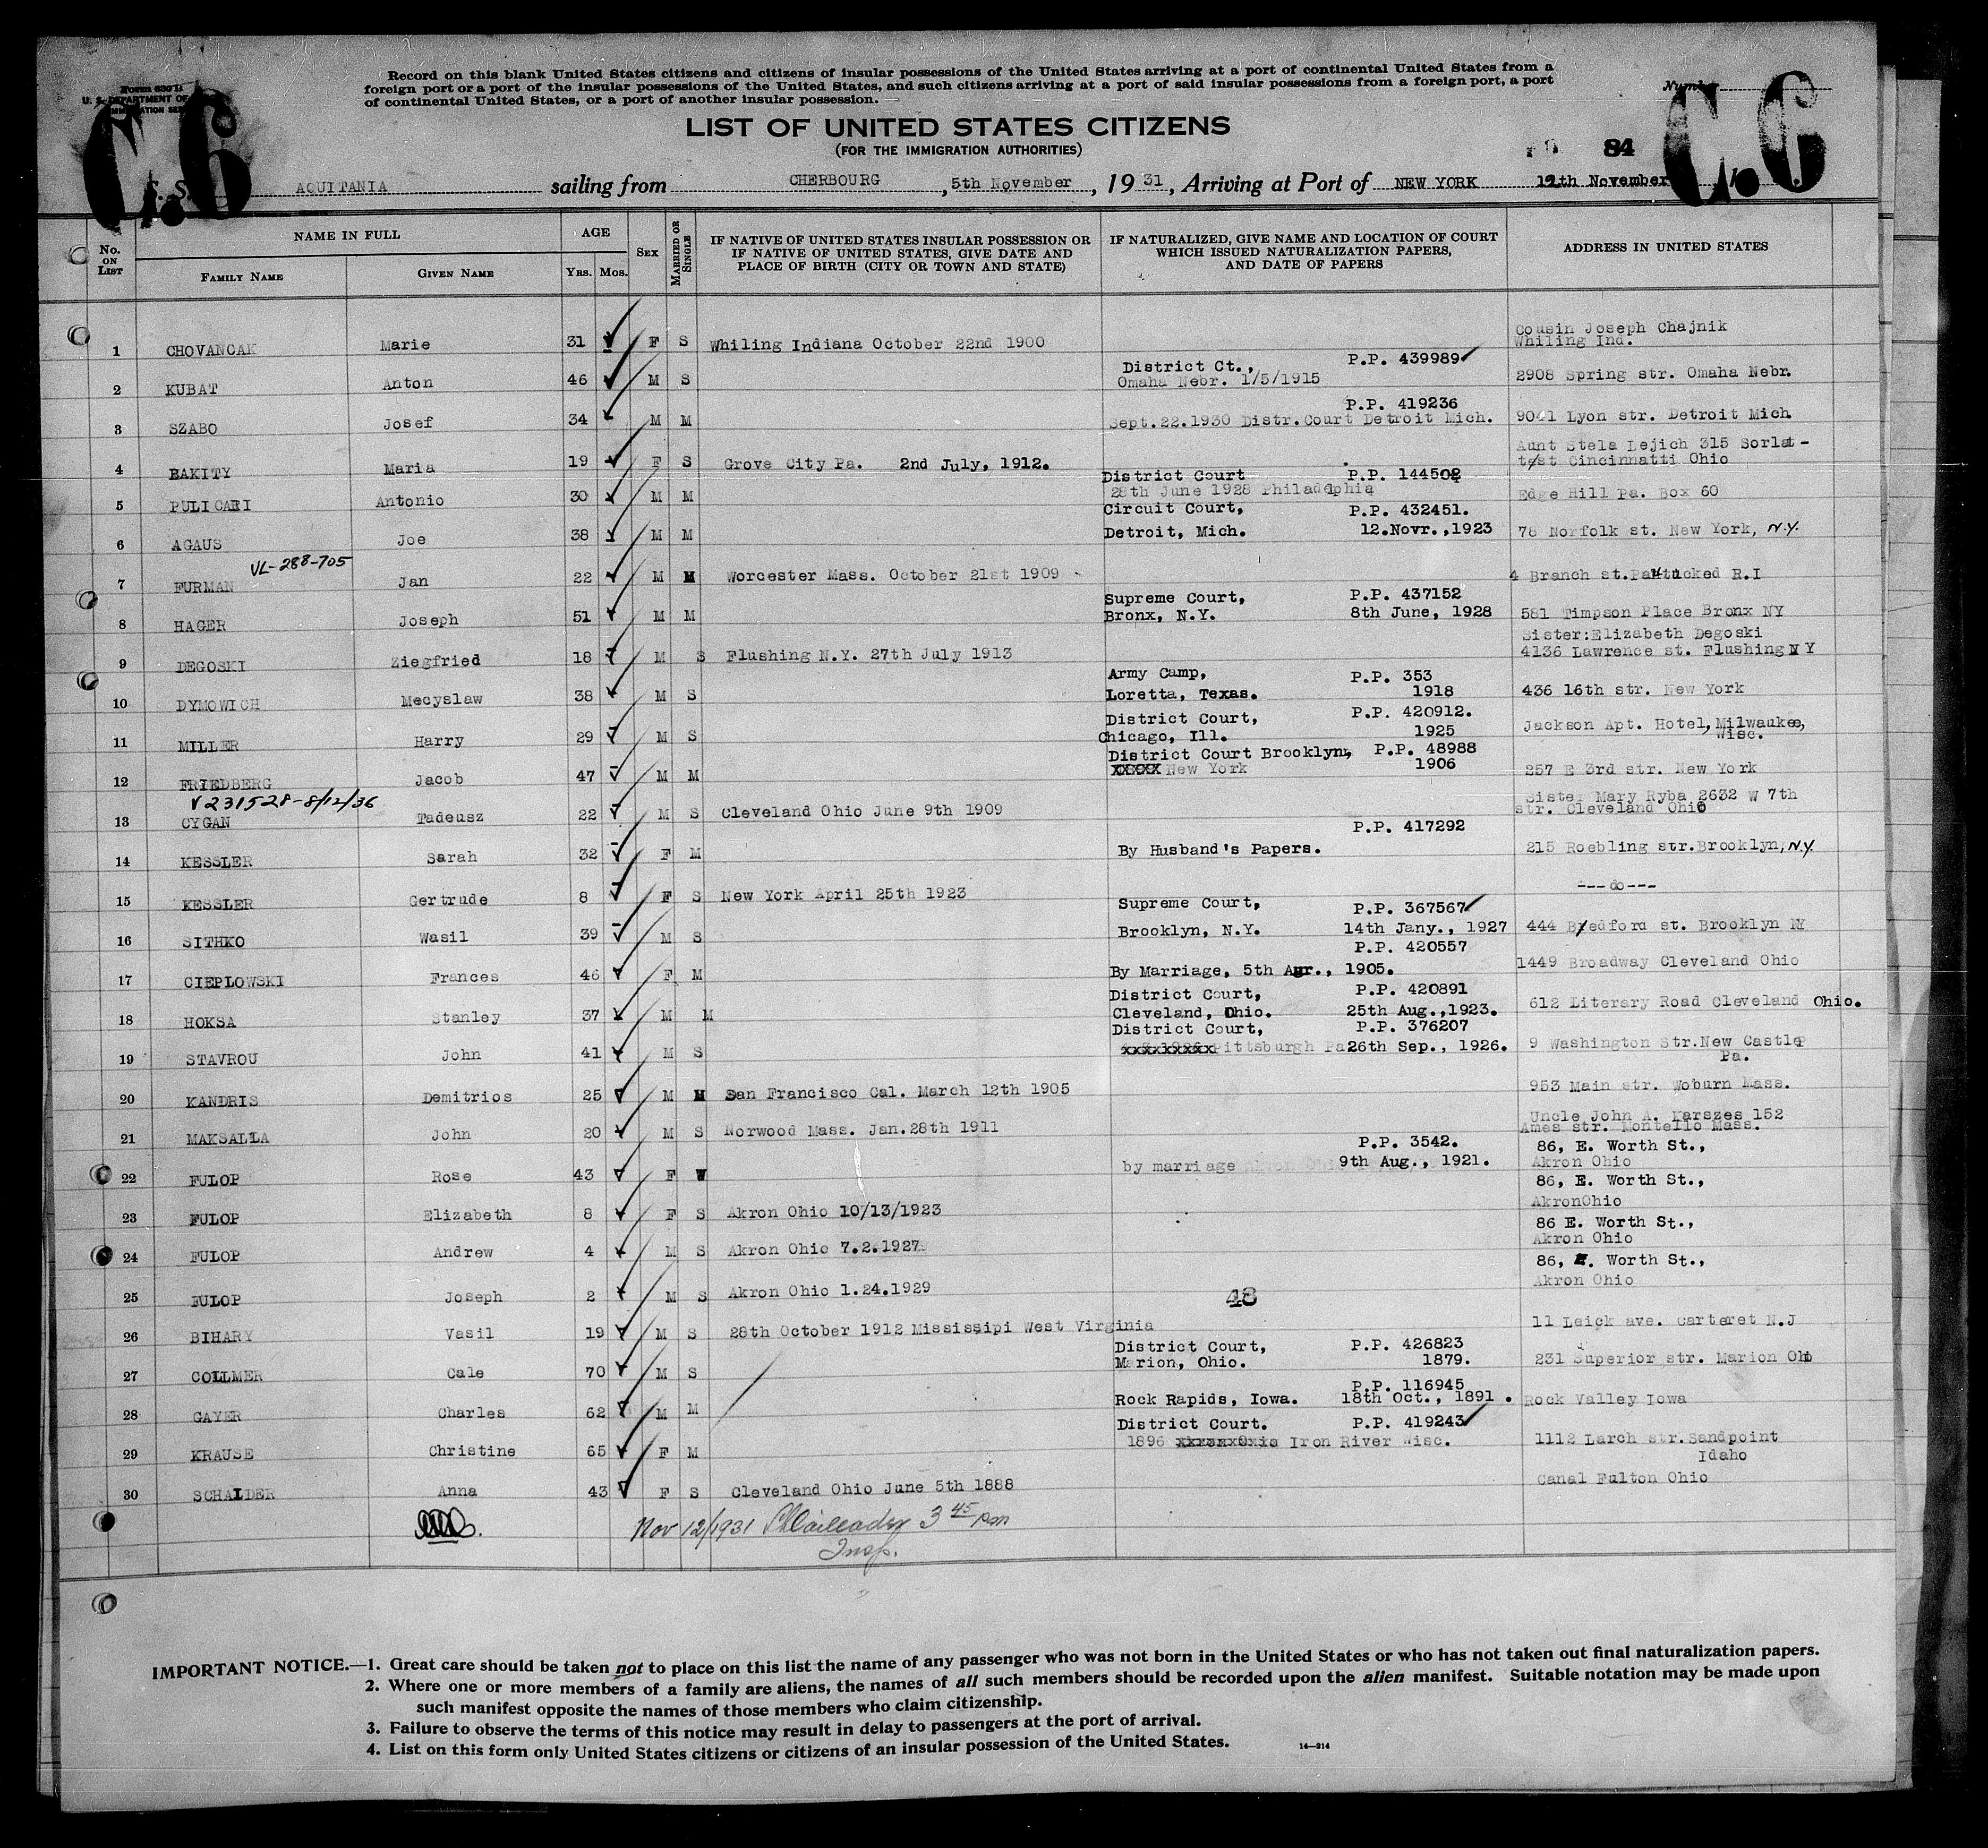 Form 630 B
U. S. DEPARTMENT OF
IMMIGRATION SER
C.6
Record on this blank United States citizens and citizens of insular possessions of the United States arriving at a port of continental United States from a
foreign port or a port of the insular possessions of the United States, and such citizens arriving at a port of said insular possessions from a foreign port, a port
of continental United States, or a port of another insular possession.
Number
C.C
LIST OF UNITED STATES CITIZENS
(FOR THE IMMIGRATION AUTHORITIES)
84
S. S. AQUITANIA sailing from CHERBOURG, 5th November, 19 31, Arriving at Port of NEW YORK 12th November
No. ON LIST
NAME IN FULL
FAMILY NAME GIVEN NAME
AGE
YRS. MOS.
SEX
MARRIED OR SINGLE
IF NATIVE OF UNITED STATES INSULAR POSSESSION OR
IF NATIVE OF UNITED STATES, GIVE DATE AND
PLACE OF BIRTH (CITY OR TOWN AND STATE)
IF NATURALIZED, GIVE NAME AND LOCATION OF COURT
WHICH ISSUED NATURALIZATION PAPERS,
AND DATE OF PAPERS
ADDRESS IN UNITED STATES
Cousin Joseph Chajnik
1 CHOVANCAK Marie 31 F S Whiling Indiana October 22nd 1900 Whiling Ind.
District Ct., P.P. 439989
2 KUBAT Anton 46 M S Omaha Nebr. 1/5/1915 2908 Spring str. Omaha Nebr.
P.P. 419236
3 SZABO Josef 34 M M Sept.22.1930 Distr.Court Detroit Mich. 9041 Lyon str. Detroit Mich
Aunt Stela Lejich 315 Sorlat-
4 BAKITY Maria 19 F S Grove City Pa. 2nd July, 1912. test Cincinnatti Ohio
District Court P.P. 144502
5 PULICARI Antonio 30 M M 28th June 1928 Philadelphia Edge Hill Pa. Box 60
Circuit Court, P.P. 432451.
6 AGAUS Joe 38 M M Detroit, Mich. 12.Novr.,1923 78 Norfolk st. New York, N.Y.
VL-288-705
7 FURMAN Jan 22 M M Worcester Mass. October 21st 1909 4 Branch st.Pawtucked R.I
Supreme Court, P.P. 437152
8 HAGER Joseph 51 M M Bronx, N.Y. 8th June, 1928 581 Timpson Place Bronx NY
Sister:Elizabeth Degoski
9 DEGOSKI Ziegfried 18 M S Flushing N.Y. 27th July 1913 4136 Lawrence st. Flushing N Y
Army Camp, P.P. 353
10 DYMOWICH Mecyslaw 38 M S Loretta, Texas. 1918 436 16th str. New York
District Court, P.P. 420912.
11 MILLER Harry 29 M S Chicago, Ill. 1925 Jackson Apt. Hotel, Milwaukee,
Wisc.
District Court Brooklyn, P.P. 48988
12 FRIEDBERG Jacob 47 M M xxxxx New York 1906 257 E 3rd str. New York
V 231528-8/12/36
Sister Mary Ryba 2632 W 7th
13 CYGAN Tadeusz 22 M S Cleveland Ohio June 9th 1909 str. Cleveland Ohio
P.P. 417292
14 KESSLER Sarah 32 F M By Husband's Papers. 215 Roebling str.Brooklyn, N.Y.
15 KESSLER Gertrude 8 F S New York April 25th 1923 ---do---
Supreme Court, P.P. 367567
16 SITHKO Wasil 39 M S Brooklyn, N.Y. 14th Jany., 1927 444 Bedford st. Brooklyn NY
P.P. 420557
17 CIEPLOWSKI Frances 46 F M By Marriage, 5th Apr., 1905. 1449 Broadway Cleveland Ohio
District Court, P.P. 420891
18 HOKSA Stanley 37 M M Cleveland, Ohio. 25th Aug.,1923. 612 Literary Road Cleveland Ohio.
District Court, P.P. 376207
19 STAVROU John 41 M S xxxxxxxxxx Pittsburgh Pa 26th Sep., 1926. 9 Washington Str.New Castle
Pa.
20 KANDRIS Demitrios 25 M M San Francisco Cal. March 12th 1905 953 Main str. Woburn Mass.
Uncle John A. Karszes 152
21 MAKSALLA John 20 M S Norwood Mass. Jan.28th 1911 Ames str. Montello Mass.
P.P. 3542. 86, E. Worth St.,
22 FULOP Rose 43 F W by marriage 9th Aug., 1921. Akron Ohio
86, E. Worth St.,
23 FULOP Elizabeth 8 F S Akron Ohio 10/13/1923 AkronOhio
86 E. Worth St.,
24 FULOP Andrew 4 M S Akron Ohio 7.2.1927 Akron Ohio
86, E. Worth St.,
25 FULOP Joseph 2 M S Akron Ohio 1.24.1929 Akron Ohio
48
26 BIHARY Vasil 19 M S 28th October 1912 Mississipi West Virginia 11 Leick ave. Carteret N.J
District Court, P.P. 426823
27 COLLMER Cale 70 M S Marion, Ohio. 1879. 231 Superior str. Marion Ohio
P.P. 116945
28 GAYER Charles 62 M M Rock Rapids, Iowa. 18th Oct., 1891. Rock Valley Iowa
District Court. P.P. 419243
29 KRAUSE Christine 65 F M 1896 Iron River Wisc. 1112 Larch str.Sandpoint
Idaho
30 SCHALDER Anna 43 F S Cleveland Ohio June 5th 1888 Canal Fulton Ohio
Nov 12/1931 3 45 pm
Insp.
IMPORTANT NOTICE.—1. Great care should be taken not to place on this list the name of any passenger who was not born in the United States or who has not taken out final naturalization papers.
2. Where one or more members of a family are aliens, the names of all such members should be recorded upon the alien manifest. Suitable notation may be made upon
such manifest opposite the names of those members who claim citizenship.
3. Failure to observe the terms of this notice may result in delay to passengers at the port of arrival.
4. List on this form only United States citizens or citizens of an insular possession of the United States.
14—214